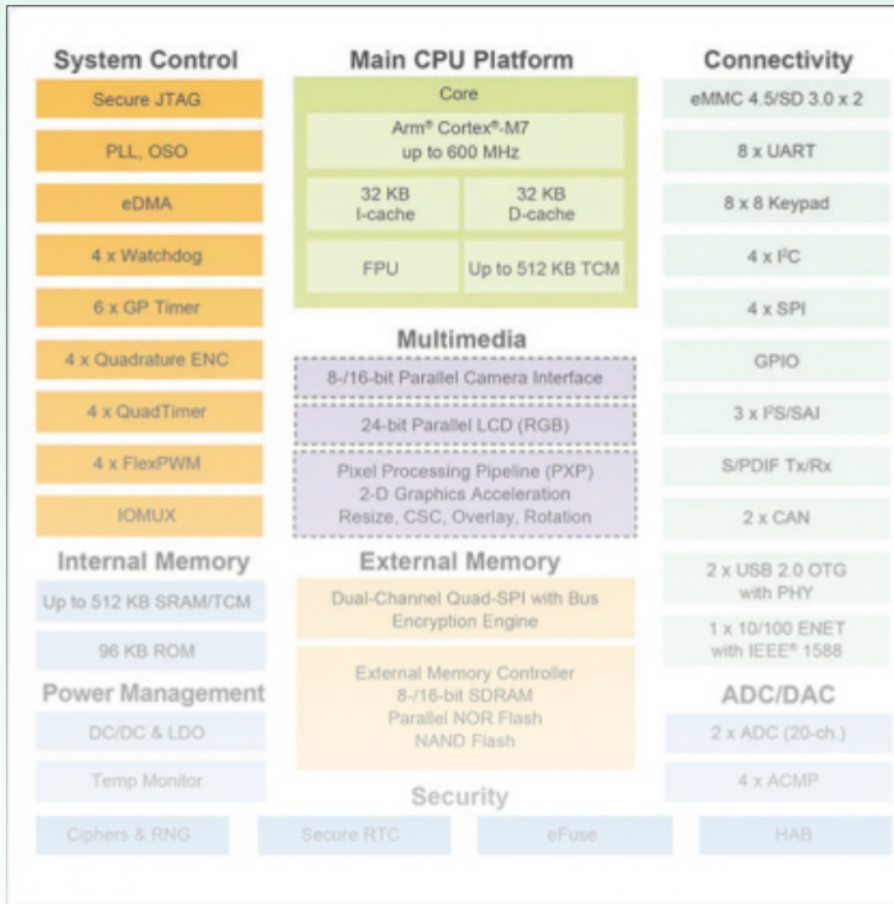 System Control
Secure JTAG
PLL, OSO
eDMA
4 x Watchdog
6 x GP Timer
4 x Quadrature ENC
4 x QuadTimer
4 x FlexPWM
IOMUX
Internal Memory
Up to 512 KB SRAM/TCM
96 KB ROM
Power Management
DC/DC & LDO
Temp Monitor
Main CPU Platform
Core
Arm® Cortex®-M7
up to 600 MHz
32 KB
I-cache
32 KB
D-cache
FPU
Up to 512 KB TCM
Multimedia
8-/16-bit Parallel Camera Interface
24-bit Parallel LCD (RGB)
Pixel Processing Pipeline (PXP)
2-D Graphics Acceleration
Resize, CSC, Overlay, Rotation
External Memory
Dual-Channel Quad-SPI with Bus
Encryption Engine
External Memory Controller
8-/16-bit SDRAM
Parallel NOR Flash
NAND Flash
Connectivity
eMMC 4.5/SD 3.0 x 2
8 x UART
8 x 8 Keypad
4 x I²C
4 x SPI
GPIO
3 x I²S/SAI
S/PDIF Tx/Rx
2 x CAN
2 x USB 2.0 OTG
with PHY
1 x 10/100 ENET
with IEEE® 1588
ADC/DAC
2 x ADC (20-ch.)
4 x ACMP
Security
Ciphers & RNG
Secure RTC
eFuse
HAB